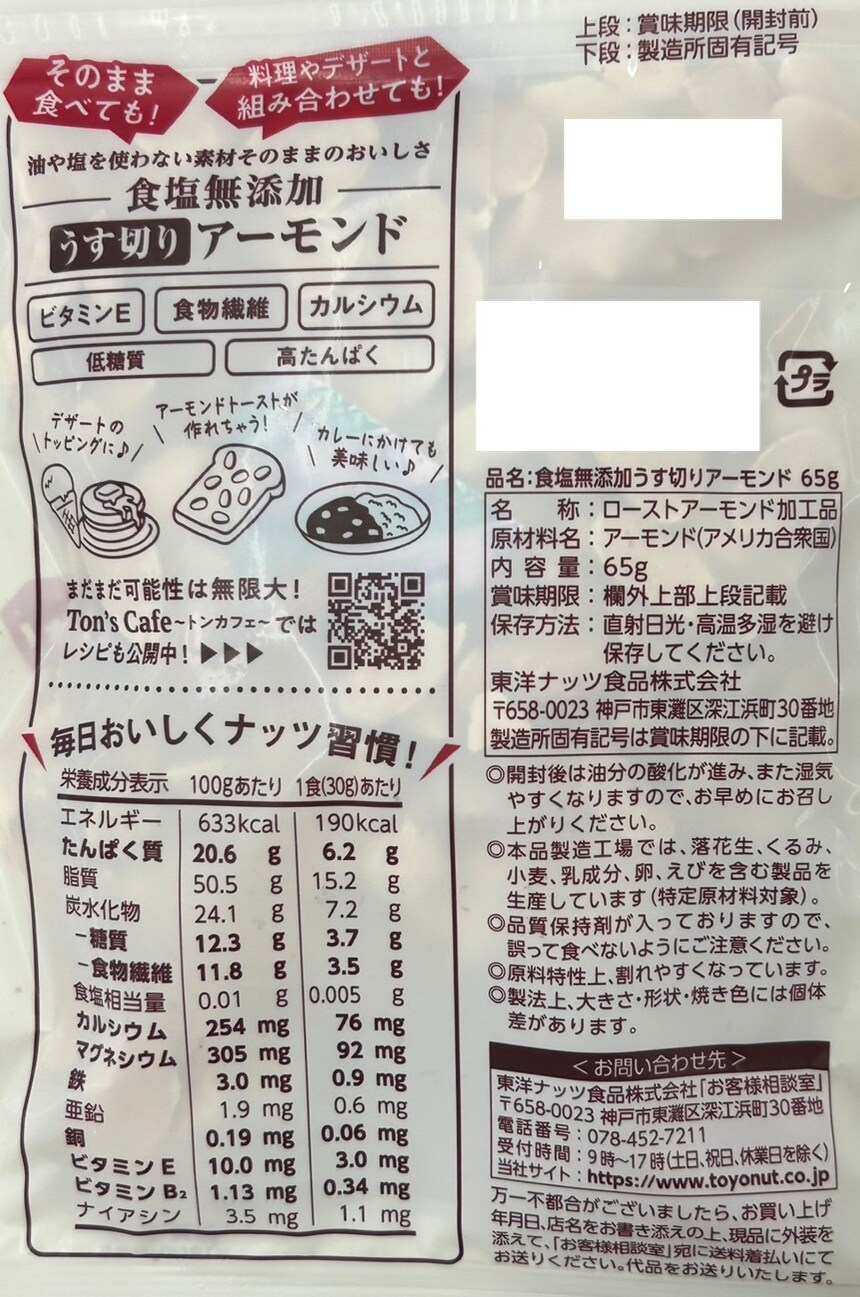 そのまま
食べても!
料理やデザートと
組み合わせても!
油や塩を使わない素材そのままのおいしさ
食塩無添加
うす切りアーモンド
ビタミンE
食物繊維
カルシウム
低糖質
高たんぱく
デザートの
トッピングに♪
アーモンドトーストが
作れちゃう!
カレーにかけても
美味しい♪
まだまだ可能性は無限大!
Ton's Cafe~トンカフェ~では
レシピも公開中!▶▶▶
毎日おいしくナッツ習慣!
栄養成分表示 100gあたり 1食(30g)あたり
エネルギー 633kcal 190kcal
たんぱく質 20.6 g 6.2 g
脂質 50.5 g 15.2 g
炭水化物 24.1 g 7.2 g
-糖質 12.3 g 3.7 g
-食物繊維 11.8 g 3.5 g
食塩相当量 0.01 g 0.005 g
カルシウム 254 mg 76 mg
マグネシウム 305 mg 92 mg
鉄 3.0 mg 0.9 mg
亜鉛 1.9 mg 0.6 mg
銅 0.19 mg 0.06 mg
ビタミンE 10.0 mg 3.0 mg
ビタミンB₂ 1.13 mg 0.34 mg
ナイアシン 3.5 mg 1.1 mg
上段:賞味期限(開封前)
下段:製造所固有記号
プラ
品名:食塩無添加うす切りアーモンド 65g
名 称:ローストアーモンド加工品
原材料名:アーモンド(アメリカ合衆国)
内容量:65g
賞味期限:欄外上部上段記載
保存方法:直射日光・高温多湿を避け
保存してください。
東洋ナッツ食品株式会社
〒658-0023 神戸市東灘区深江浜町30番地
製造所固有記号は賞味期限の下に記載。
◎開封後は油分の酸化が進み、また湿気
やすくなりますので、お早めにお召し
上がりください。
◎本品製造工場では、落花生、くるみ、
小麦、乳成分、卵、えびを含む製品を
生産しています(特定原材料対象)。
◎品質保持剤が入っておりますので、
誤って食べないようにご注意ください。
◎原料特性上、割れやすくなっています。
◎製法上、大きさ・形状・焼き色には個体
差があります。
<お問い合わせ先>
東洋ナッツ食品株式会社「お客様相談室」
〒658-0023 神戸市東灘区深江浜町30番地
電話番号:078-452-7211
受付時間:9時~17時(土日、祝日、休業日を除く)
当社サイト:https://www.toyonut.co.jp
万一不都合がございましたら、お買い上げ
年月日、店名をお書き添えの上、現品に外装を
添えて、「お客様相談室」宛に送料着払いにて
お送りください。代品をお送りいたします。